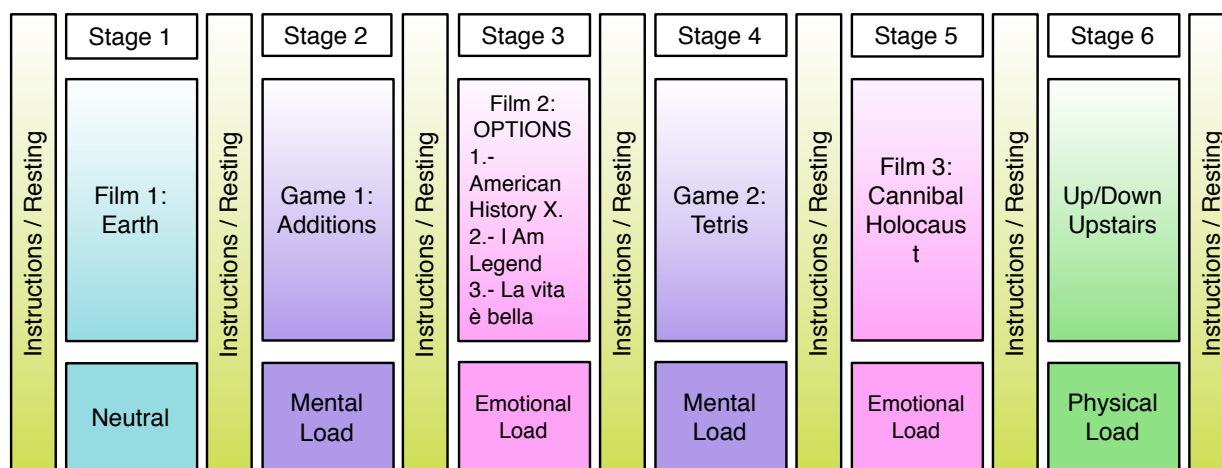 Instructions / Resting
Stage 1
Film 1:
Earth
Neutral
Instructions / Resting
Stage 2
Game 1:
Additions
Mental
Load
Instructions / Resting
Stage 3
Film 2:
OPTIONS
1.-
American
History X.
2.- I Am
Legend
3.- La vita
è bella
Emotional
Load
Instructions / Resting
Stage 4
Game 2:
Tetris
Mental
Load
Instructions / Resting
Stage 5
Film 3:
Cannibal
Holocaus
t
Emotional
Load
Instructions / Resting
Stage 6
Up/Down
Upstairs
Physical
Load
Instructions / Resting